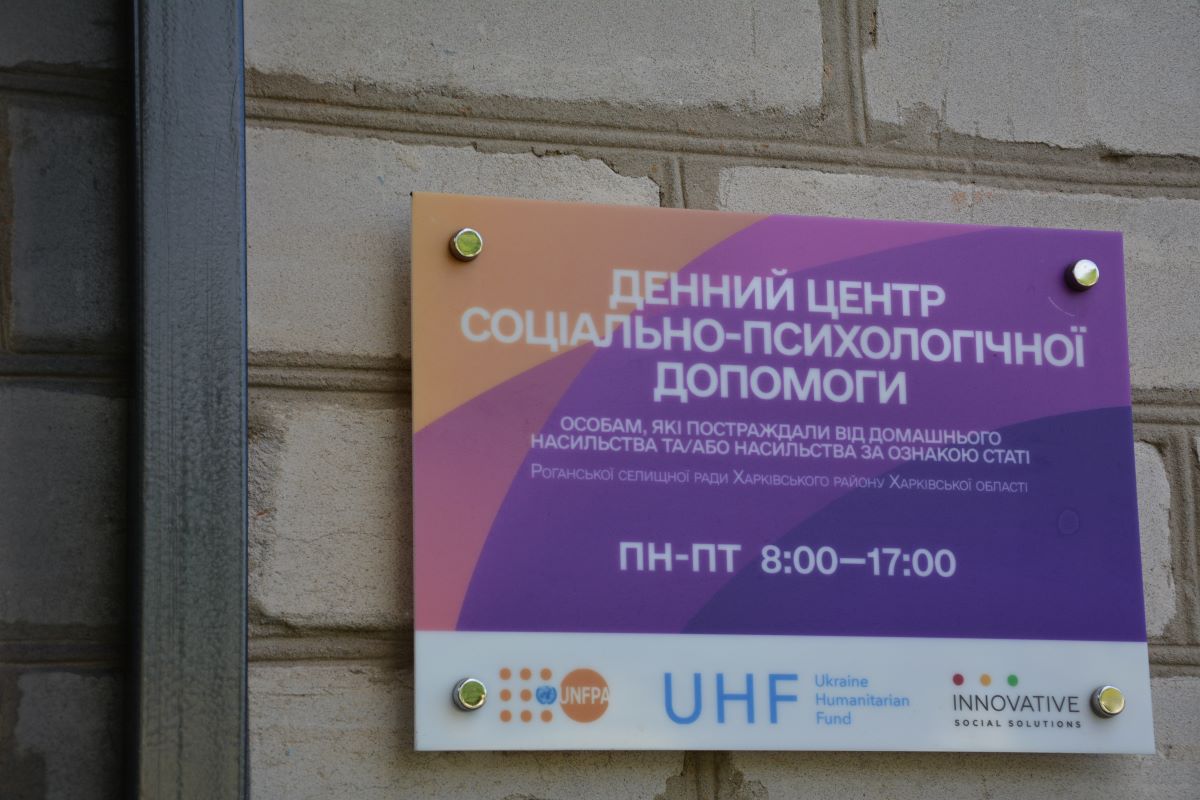 ДЕННИЙ ЦЕНТР
СОЦІАЛЬНО-ПСИХОЛОГІЧНОЇ
ДОПОМОГИ
ОСОБАМ, ЯКІ ПОСТРАЖДАЛИ ВІД ДОМАШНЬОГО
НАСИЛЬСТВА ТА/АБО НАСИЛЬСТВА ЗА ОЗНАКОЮ СТАТІ
Роганської селищної ради Харківського району Харківської області
ПН-ПТ 8:00—17:00
UNFPA
UHF
Ukraine
Humanitarian
Fund
INNOVATIVE
SOCIAL SOLUTIONS